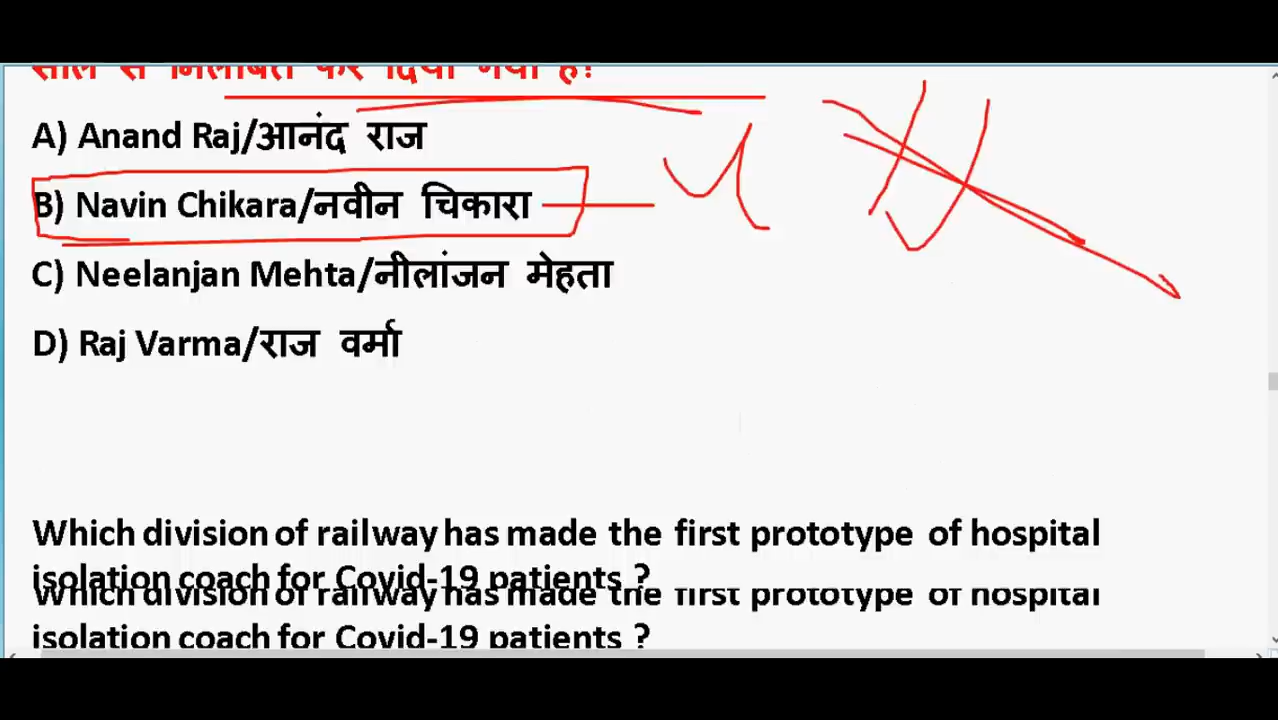 साल से निलंबित कर दिया गया है?
A) Anand Raj/आनंद राज
B) Navin Chikara/नवीन चिकारा
C) Neelanjan Mehta/नीलांजन मेहता
D) Raj Varma/राज वर्मा
Which division of railway has made the first prototype of hospital
isolation coach for Covid-19 patients ?
Which division of railway has made the first prototype of hospital
isolation coach for Covid-19 patients ?